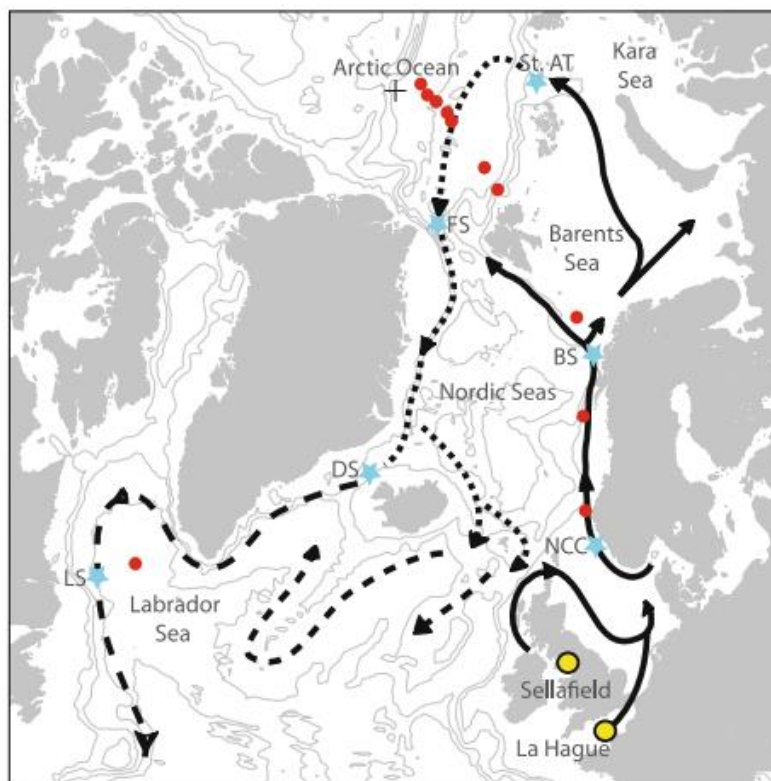 Kara
Sea
St. AT
Arctic Ocean
FS
Barents
Sea
BS
Nordic Seas
DS
NCC
LS
Labrador
Sea
Sellafield
La Hague